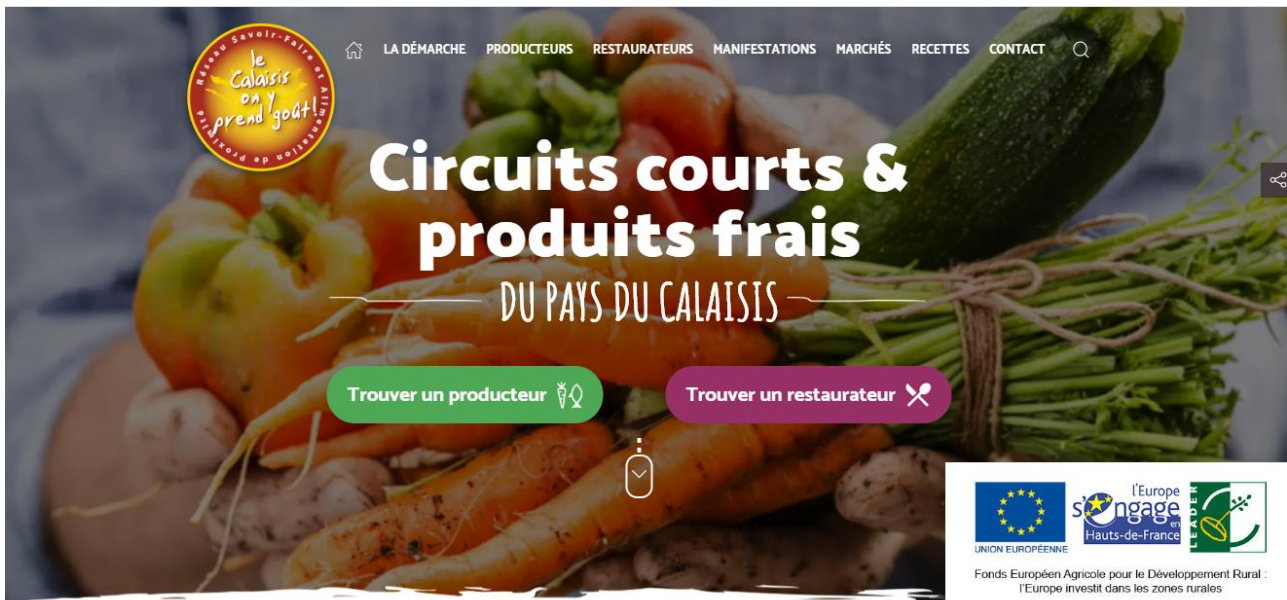 Réseau Savoir-Faire et Alimentation de Proximité
le
Calaisis
on y
prend goût!
LA DÉMARCHE PRODUCTEURS RESTAURATEURS MANIFESTATIONS MARCHÉS RECETTES CONTACT
Circuits courts &
produits frais
DU PAYS DU CALAISIS
Trouver un producteur
Trouver un restaurateur
UNION EUROPÉENNE
l'Europe
s'engage
en
Hauts-de-France
LEADER
Fonds Européen Agricole pour le Développement Rural :
l'Europe investit dans les zones rurales